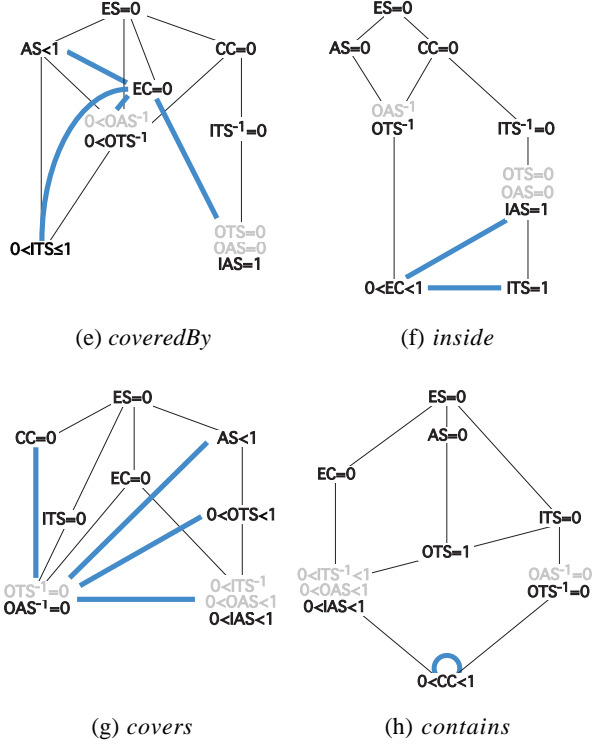 ES=0
AS<1
CC=0
EC=0
0<OAS⁻¹
0<OTS⁻¹
ITS⁻¹=0
OTS=0
OAS=0
IAS=1
0<ITS≤1
(e) coveredBy
ES=0
AS=0
CC=0
OAS⁻¹
OTS⁻¹
ITS⁻¹=0
OTS=0
OAS=0
IAS=1
0<EC<1
ITS=1
(f) inside
ES=0
CC=0
AS<1
EC=0
ITS=0
0<OTS<1
OTS⁻¹=0
OAS⁻¹=0
0<ITS⁻¹
0<OAS<1
0<IAS<1
(g) covers
ES=0
AS=0
EC=0
ITS=0
OTS=1
0<ITS⁻¹<1
0<OAS<1
0<IAS<1
OAS⁻¹=0
OTS⁻¹=0
0<CC<1
(h) contains